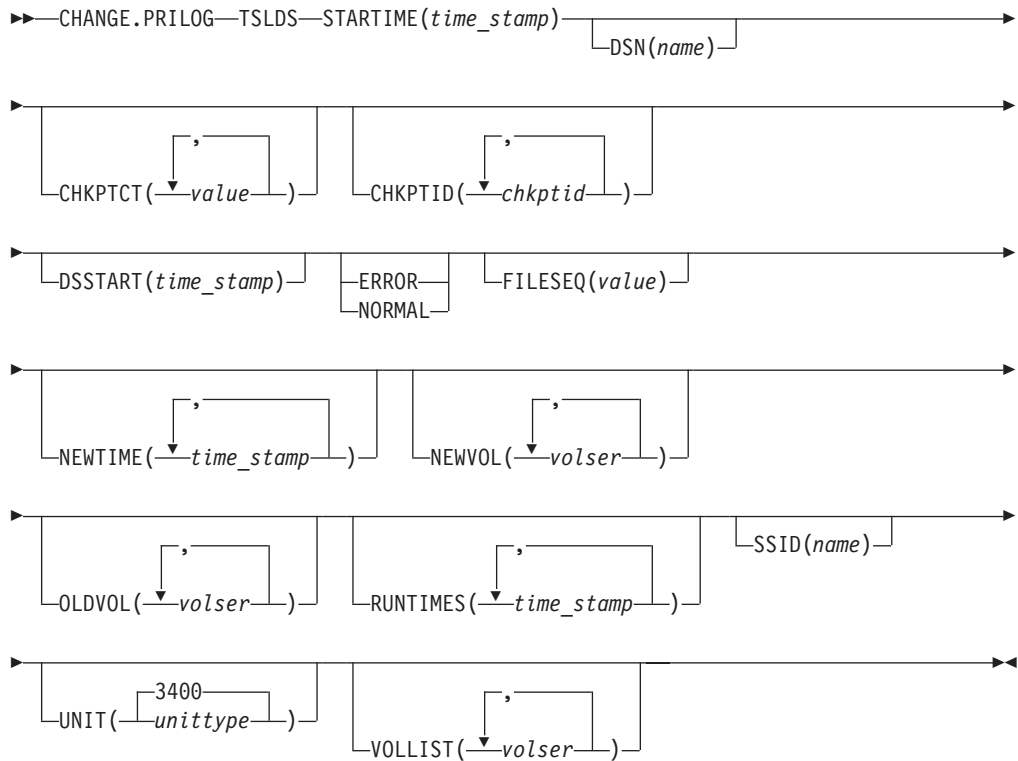 CHANGE.PRILOG TSLDS STARTIME(time_stamp)
DSN(name)
, ,
CHKPTCT( value ) CHKPTID( chkptid )
DSSTART(time_stamp) ERROR FILESEQ(value)
NORMAL
, ,
NEWTIME( time_stamp ) NEWVOL( volser )
, , SSID(name)
OLDVOL( volser ) RUNTIMES( time_stamp )
3400 ,
UNIT( unittype )
VOLLIST( volser )